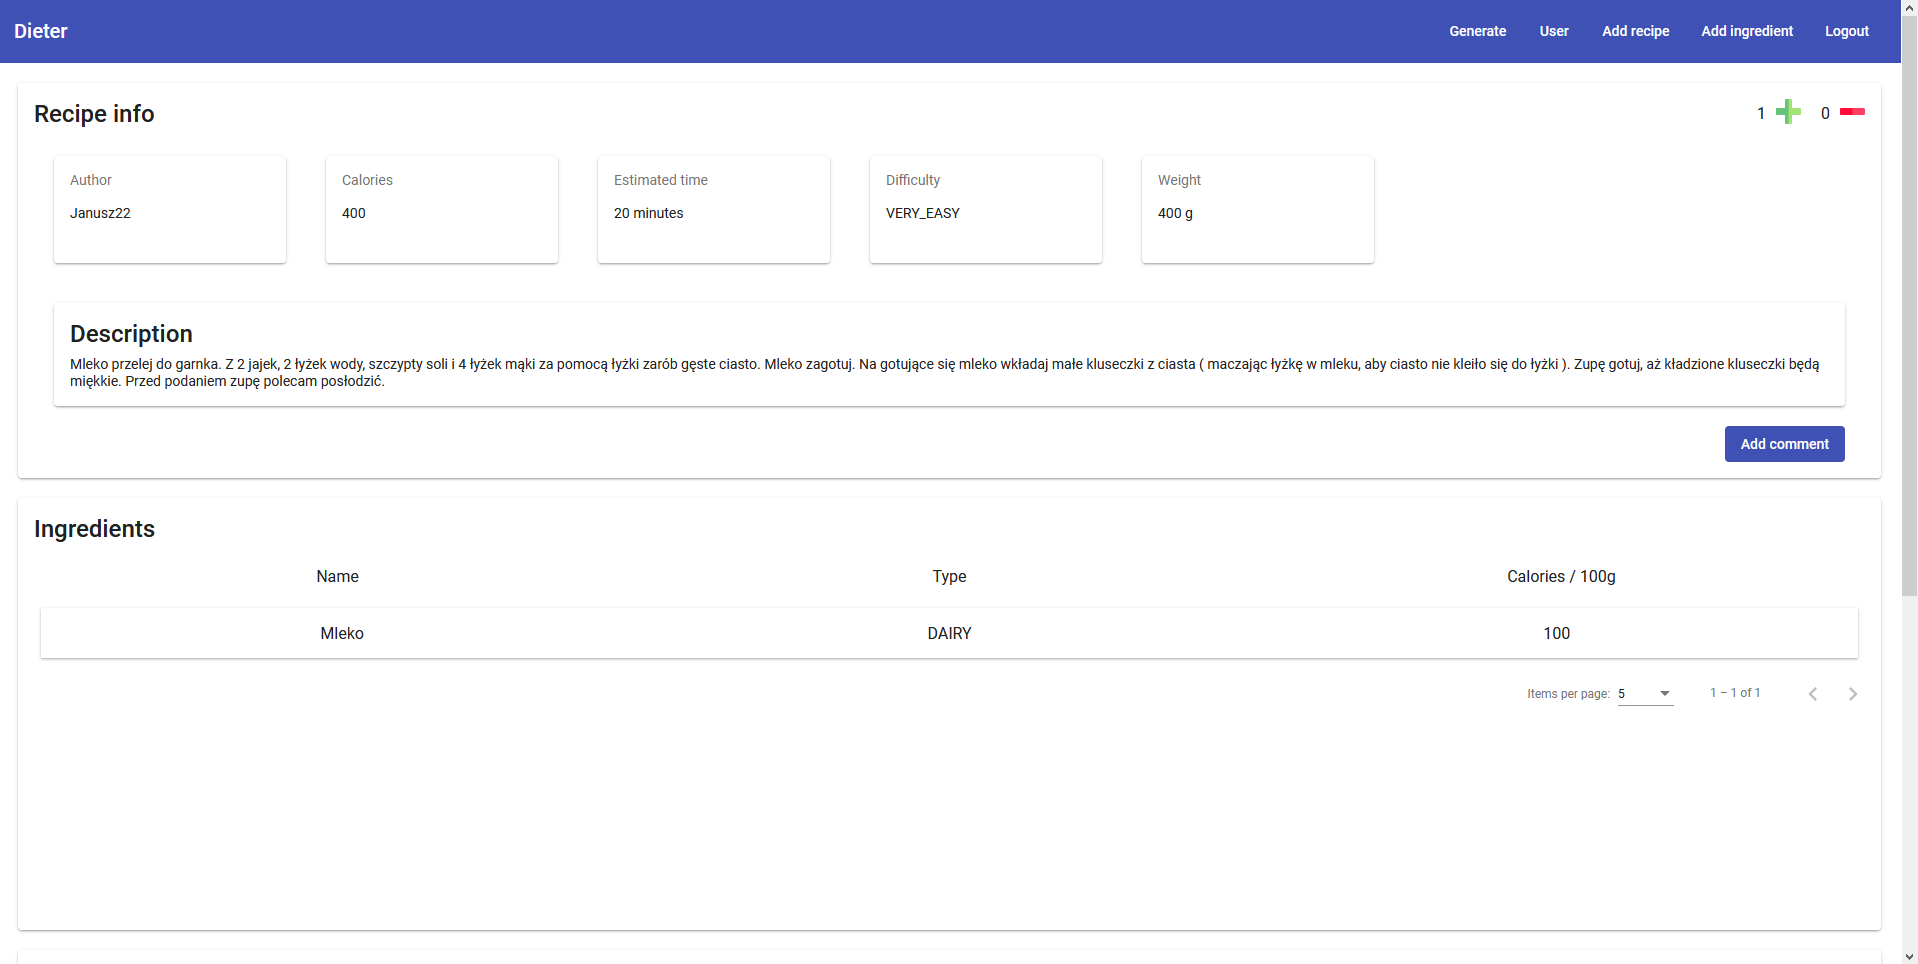 Dieter
Generate
User
Add recipe
Add ingredient
Logout
Recipe info
1
0
Author
Janusz22
Calories
400
Estimated time
20 minutes
Difficulty
VERY_EASY
Weight
400 g
Description
Mleko przelej do garnka. Z 2 jajek, 2 łyżek wody, szczypty soli i 4 łyżek mąki za pomocą łyżki zarób gęste ciasto. Mleko zagotuj. Na gotujące się mleko wkładaj małe kluseczki z ciasta ( maczając łyżkę w mleku, aby ciasto nie kleiło się do łyżki ). Zupę gotuj, aż kładzione kluseczki będą
miękkie. Przed podaniem zupę polecam posłodzić.
Add comment
Ingredients
Name Type Calories / 100g
Mleko DAIRY 100
Items per page: 5 1 – 1 of 1